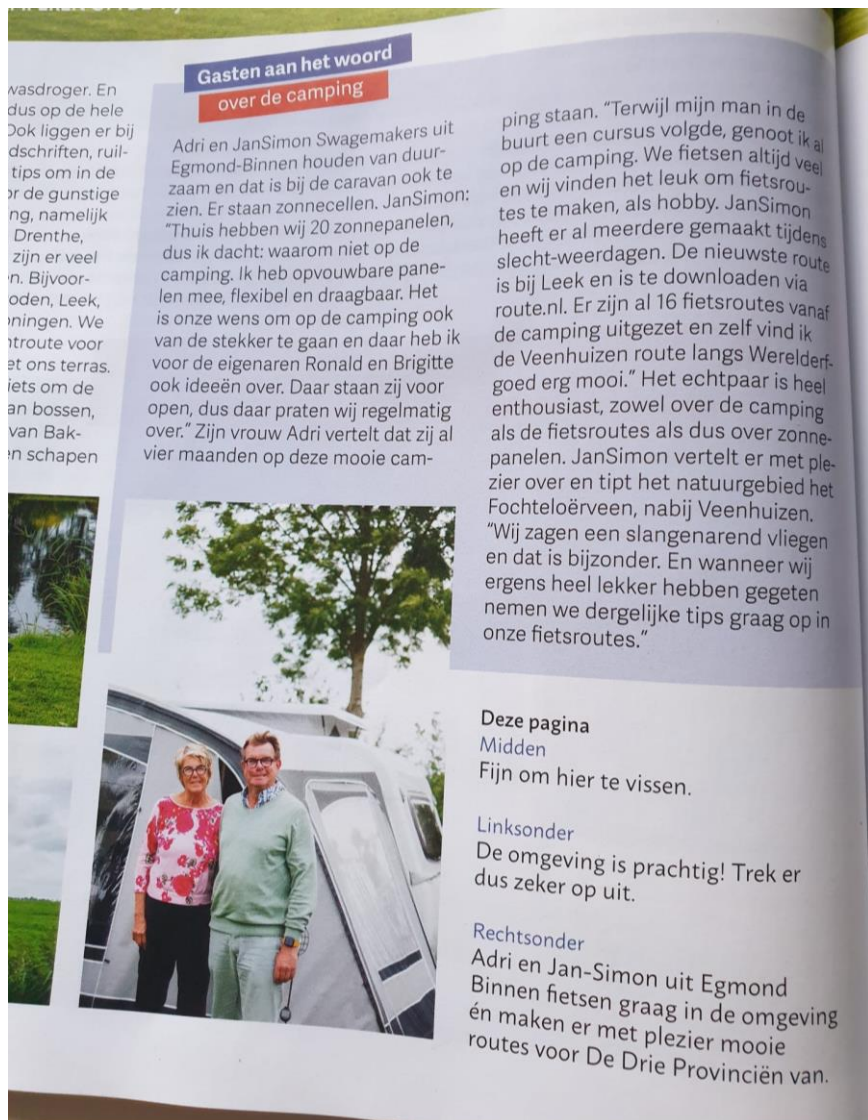 wasdroger. En
dus op de hele
Ook liggen er bij
dschriften, ruil-
tips om in de
or de gunstige
ng, namelijk
Drenthe,
zijn er veel
n. Bijvoor-
oden, Leek,
oningen. We
ntroute voor
et ons terras.
iets om de
an bossen,
van Bak-
n schapen
Gasten aan het woord
over de camping
Adri en JanSimon Swagemakers uit
Egmond-Binnen houden van duur-
zaam en dat is bij de caravan ook te
zien. Er staan zonnecellen. JanSimon:
"Thuis hebben wij 20 zonnepanelen,
dus ik dacht: waarom niet op de
camping. Ik heb opvouwbare pane-
len mee, flexibel en draagbaar. Het
is onze wens om op de camping ook
van de stekker te gaan en daar heb ik
voor de eigenaren Ronald en Brigitte
ook ideeën over. Daar staan zij voor
open, dus daar praten wij regelmatig
over." Zijn vrouw Adri vertelt dat zij al
vier maanden op deze mooie cam-
ping staan. "Terwijl mijn man in de
buurt een cursus volgde, genoot ik al
op de camping. We fietsen altijd veel
en wij vinden het leuk om fietsrou-
tes te maken, als hobby. JanSimon
heeft er al meerdere gemaakt tijdens
slecht-weerdagen. De nieuwste route
is bij Leek en is te downloaden via
route.nl. Er zijn al 16 fietsroutes vanaf
de camping uitgezet en zelf vind ik
de Veenhuizen route langs Werelderf-
goed erg mooi." Het echtpaar is heel
enthousiast, zowel over de camping
als de fietsroutes als dus over zonne-
panelen. JanSimon vertelt er met ple-
zier over en tipt het natuurgebied het
Fochteloërveen, nabij Veenhuizen.
"Wij zagen een slangenarend vliegen
en dat is bijzonder. En wanneer wij
ergens heel lekker hebben gegeten
nemen we dergelijke tips graag op in
onze fietsroutes."
Deze pagina
Midden
Fijn om hier te vissen.
Linksonder
De omgeving is prachtig! Trek er
dus zeker op uit.
Rechtsonder
Adri en Jan-Simon uit Egmond
Binnen fietsen graag in de omgeving
én maken er met plezier mooie
routes voor De Drie Provinciën van.